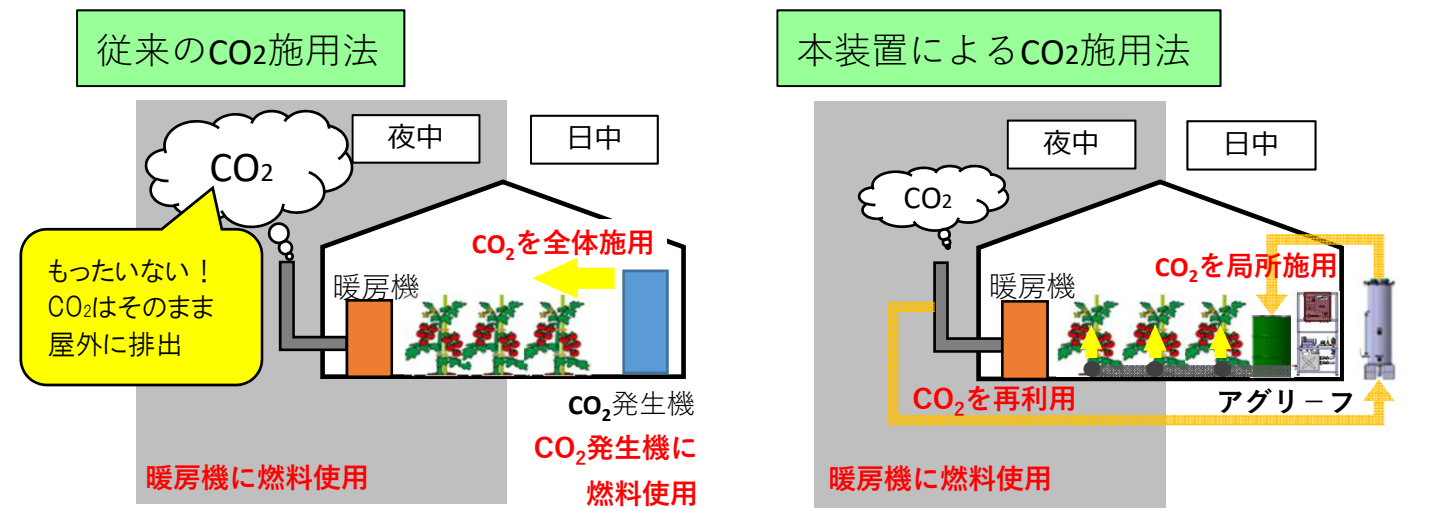 従来のCO2施用法
夜中
日中
CO2
もったいない!
CO2はそのまま
屋外に排出
CO2を全体施用
暖房機
CO2発生機
CO2発生機に
燃料使用
暖房機に燃料使用
本装置によるCO2施用法
夜中
日中
CO2
CO2を局所施用
暖房機
CO2を再利用
アグリーフ
暖房機に燃料使用